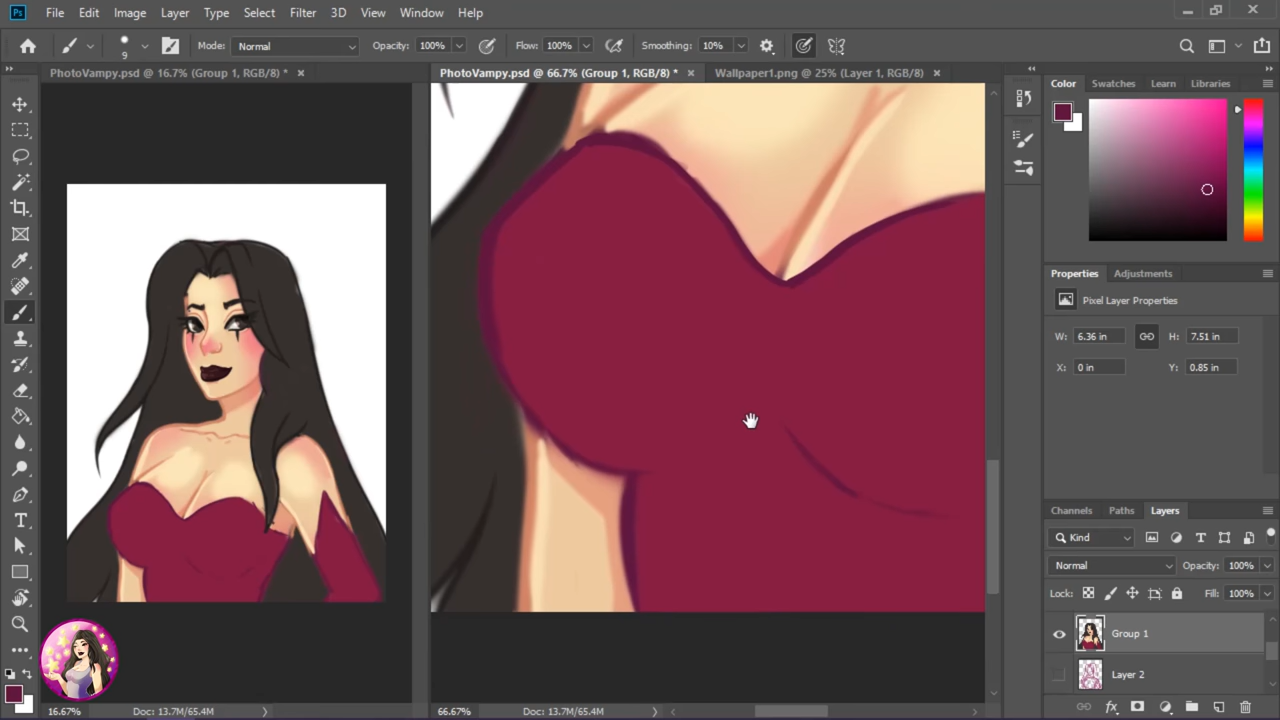 Ps File Edit Image Layer Type Select Filter 3D View Window Help
9 Mode: Normal Opacity: 100% Flow: 100% Smoothing: 10%
PhotoVampy.psd @ 16.7% (Group 1, RGB/8) * PhotoVampy.psd @ 66.7% (Group 1, RGB/8) * Wallpaper1.png @ 25% (Layer 1, RGB/8)
Color Swatches Learn Libraries
Properties Adjustments
Pixel Layer Properties
W: 6.36 in H: 7.51 in
X: 0 in Y: 0.85 in
Channels Paths Layers
Kind
Normal Opacity: 100%
Lock: Fill: 100%
Group 1
Layer 2
16.67% Doc: 13.7M/65.4M 66.67% Doc: 13.7M/65.4M